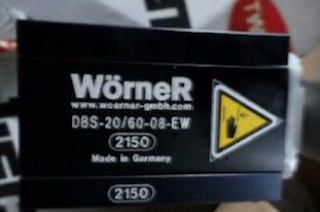 WörneR
www.woerner-gmbh.com
DBS-20/60-08-EW
2150
Made in Germany
2150